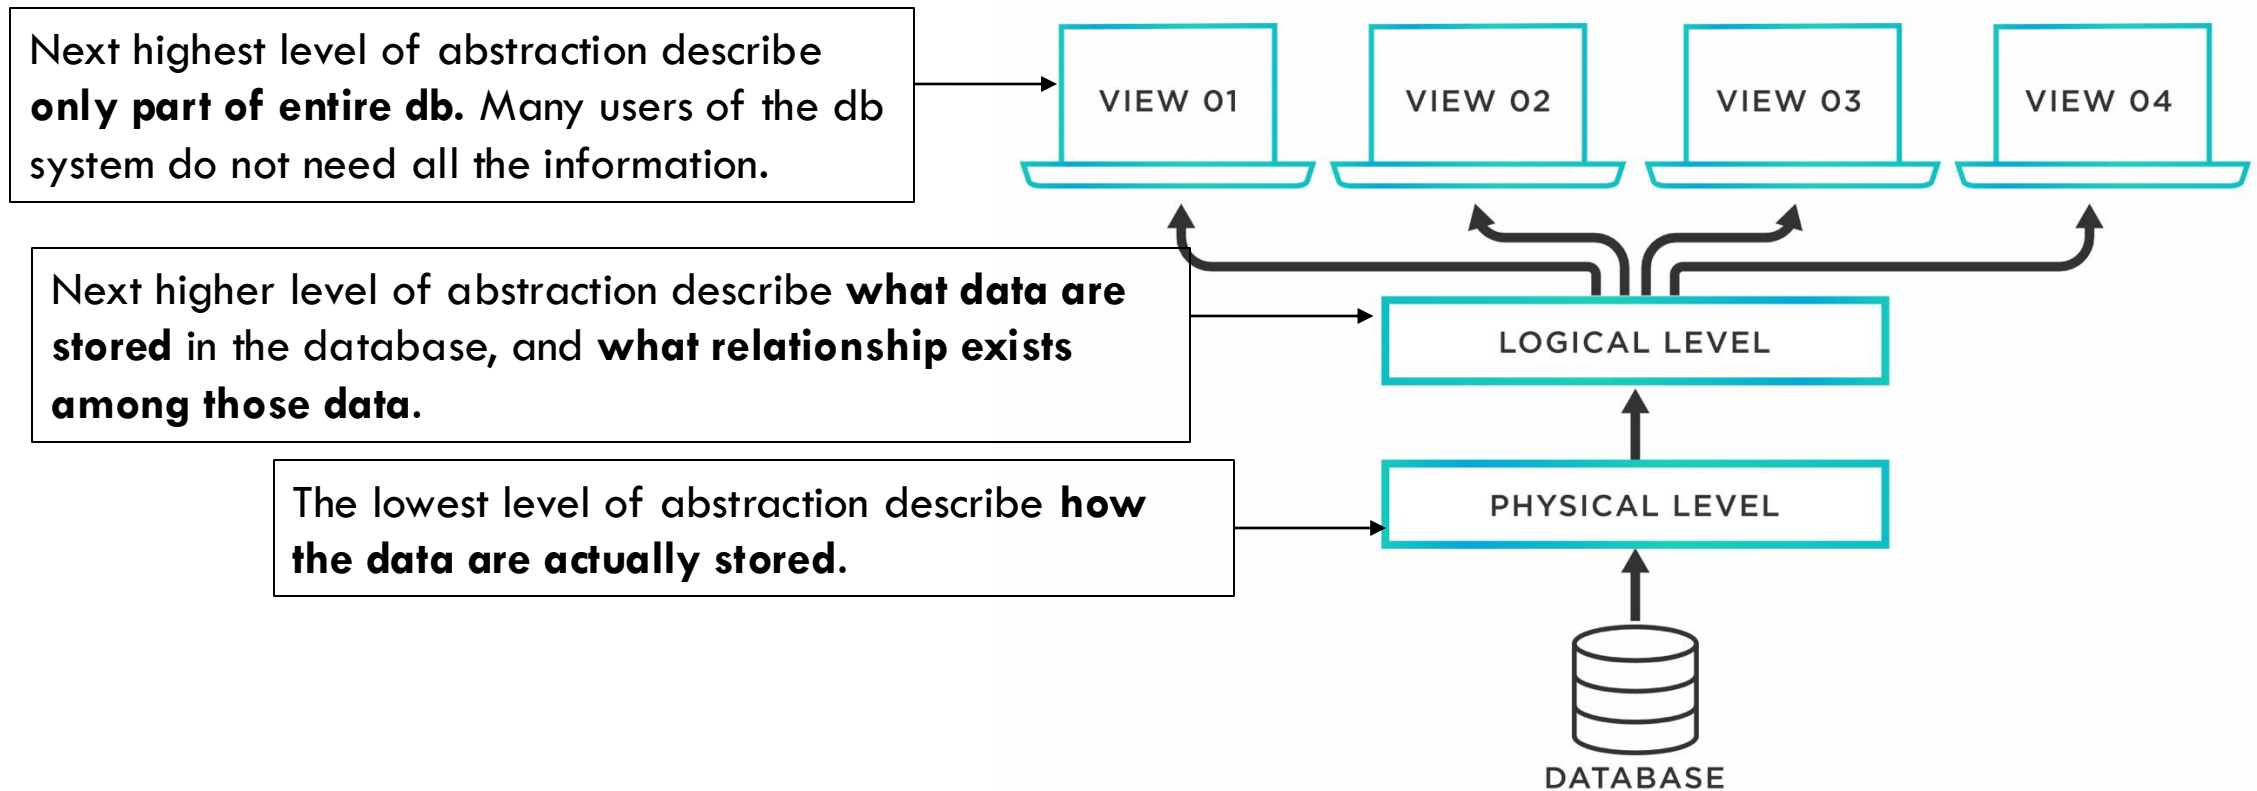 Next highest level of abstraction describe
only part of entire db. Many users of the db
system do not need all the information.
VIEW 01
VIEW 02
VIEW 03
VIEW 04
Next higher level of abstraction describe what data are
stored in the database, and what relationship exists
among those data.
LOGICAL LEVEL
The lowest level of abstraction describe how
the data are actually stored.
PHYSICAL LEVEL
DATABASE